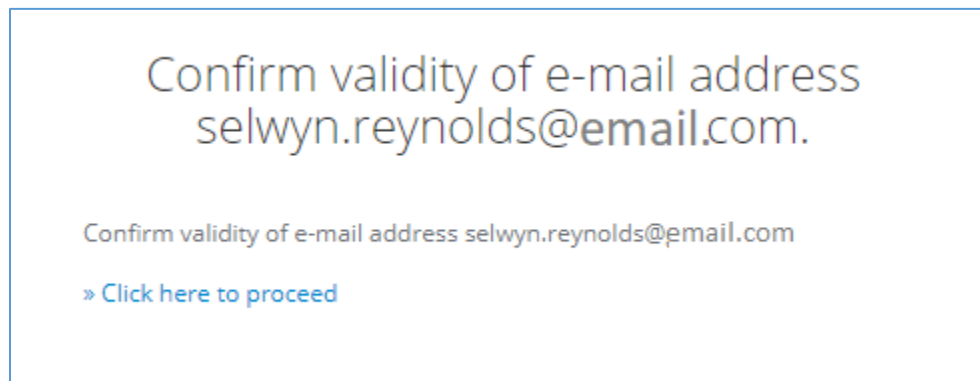 Confirm validity of e-mail address
selwyn.reynolds@email.com.
Confirm validity of e-mail address selwyn.reynolds@email.com
» Click here to proceed